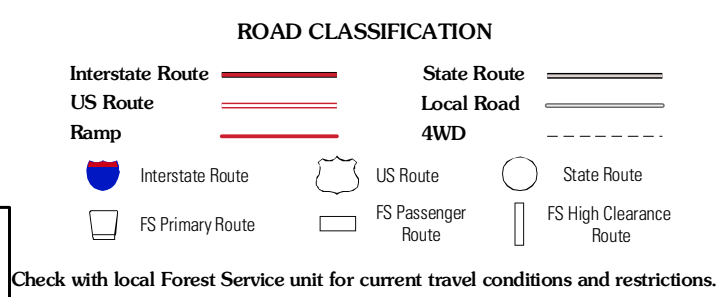 ROAD CLASSIFICATION
Interstate Route State Route
US Route Local Road
Ramp 4WD
Interstate Route US Route State Route
FS Primary Route FS Passenger Route FS High Clearance Route
Check with local Forest Service unit for current travel conditions and restrictions.